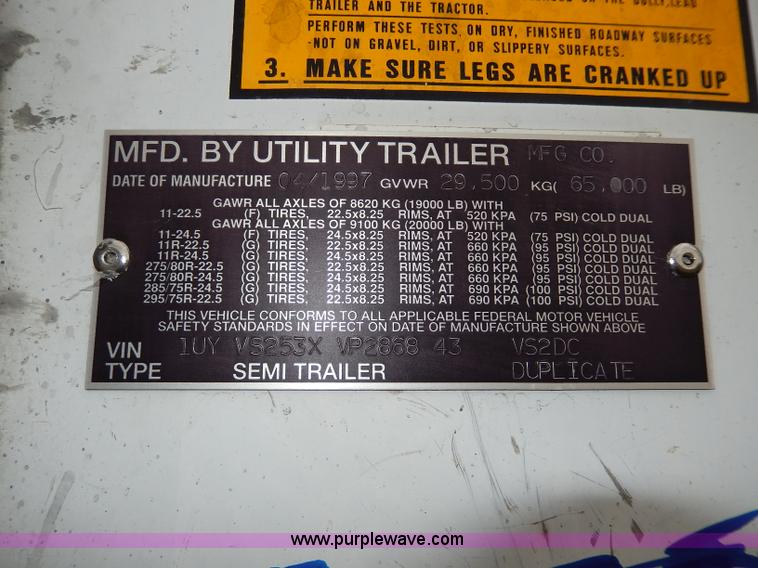 TRAILER AND THE TRACTOR.
PERFORM THESE TESTS ON DRY, FINISHED ROADWAY SURFACES
-NOT ON GRAVEL, DIRT, OR SLIPPERY SURFACES.
3. MAKE SURE LEGS ARE CRANKED UP
MFD. BY UTILITY TRAILER MFG CO.
DATE OF MANUFACTURE 04/1997 GVWR 29,500 KG( 65,000 LB)
GAWR ALL AXLES OF 8620 KG (19000 LB) WITH
11-22.5 (F) TIRES, 22.5x8.25 RIMS, AT 520 KPA (75 PSI) COLD DUAL
GAWR ALL AXLES OF 9100 KG (20000 LB) WITH
11-24.5 (F) TIRES, 24.5x8.25 RIMS, AT 520 KPA (75 PSI) COLD DUAL
11R-22.5 (G) TIRES, 22.5x8.25 RIMS, AT 660 KPA (95 PSI) COLD DUAL
11R-24.5 (G) TIRES, 24.5x8.25 RIMS, AT 660 KPA (95 PSI) COLD DUAL
275/80R-22.5 (G) TIRES, 22.5x8.25 RIMS, AT 660 KPA (95 PSI) COLD DUAL
275/80R-24.5 (G) TIRES, 24.5x8.25 RIMS, AT 660 KPA (95 PSI) COLD DUAL
285/75R-24.5 (G) TIRES, 24.5x8.25 RIMS, AT 690 KPA (100 PSI) COLD DUAL
295/75R-22.5 (G) TIRES, 22.5x8.25 RIMS, AT 690 KPA (100 PSI) COLD DUAL
THIS VEHICLE CONFORMS TO ALL APPLICABLE FEDERAL MOTOR VEHICLE
SAFETY STANDARDS IN EFFECT ON DATE OF MANUFACTURE SHOWN ABOVE
VIN 1UY VS253X VP2868 43 VS2DC
TYPE SEMI TRAILER DUPLICATE
www.purplewave.com